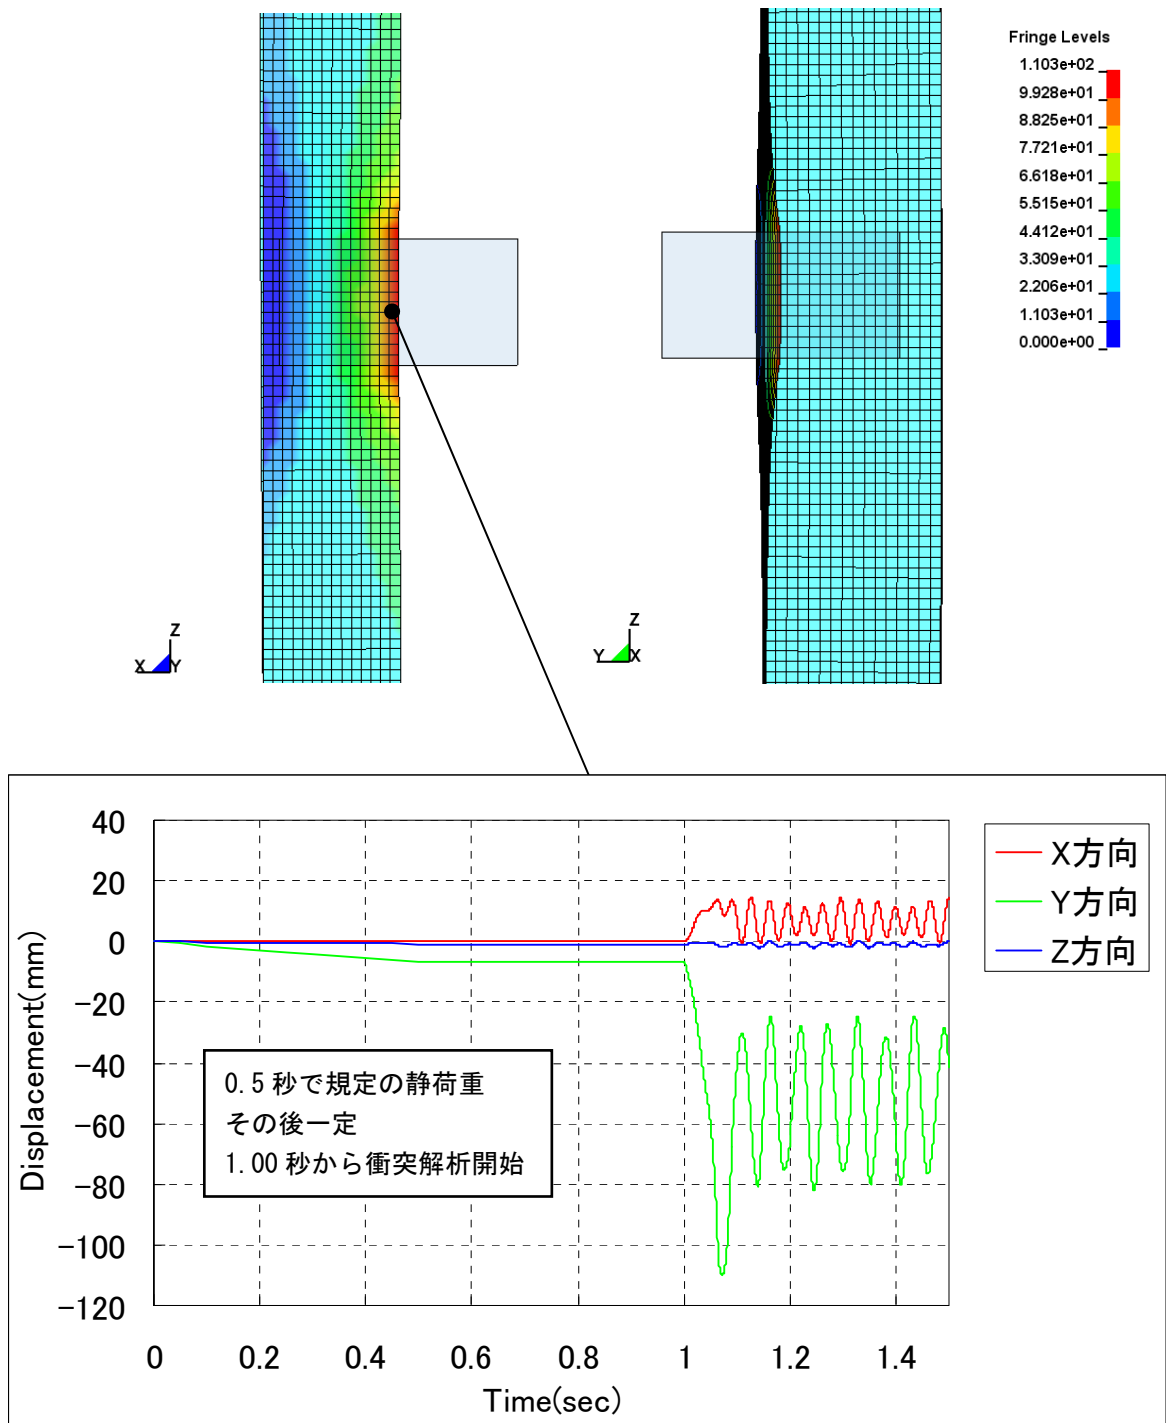 Fringe Levels
1.103e+02
9.928e+01
8.825e+01
7.721e+01
6.618e+01
5.515e+01
4.412e+01
3.309e+01
2.206e+01
1.103e+01
0.000e+00
Z
X Y
Z
Y X
40
20
0
-20
-40
-60
-80
-100
-120
Displacement(mm)
0.5秒で規定の静荷重
その後一定
1.00秒から衝突解析開始
X方向
Y方向
Z方向
0 0.2 0.4 0.6 0.8 1 1.2 1.4
Time(sec)